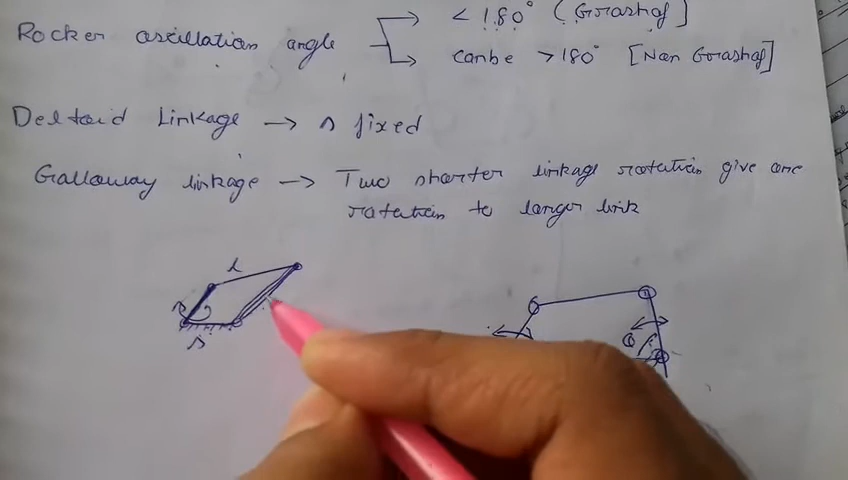 < 180° (Grashof]
Rocker oscillation angle
canbe > 180° [Non Grashof]
Deltoid Linkage → s fixed
Gallaway linkage → Two shorter linkage rotation give one
rotation to longer link
l
s
s